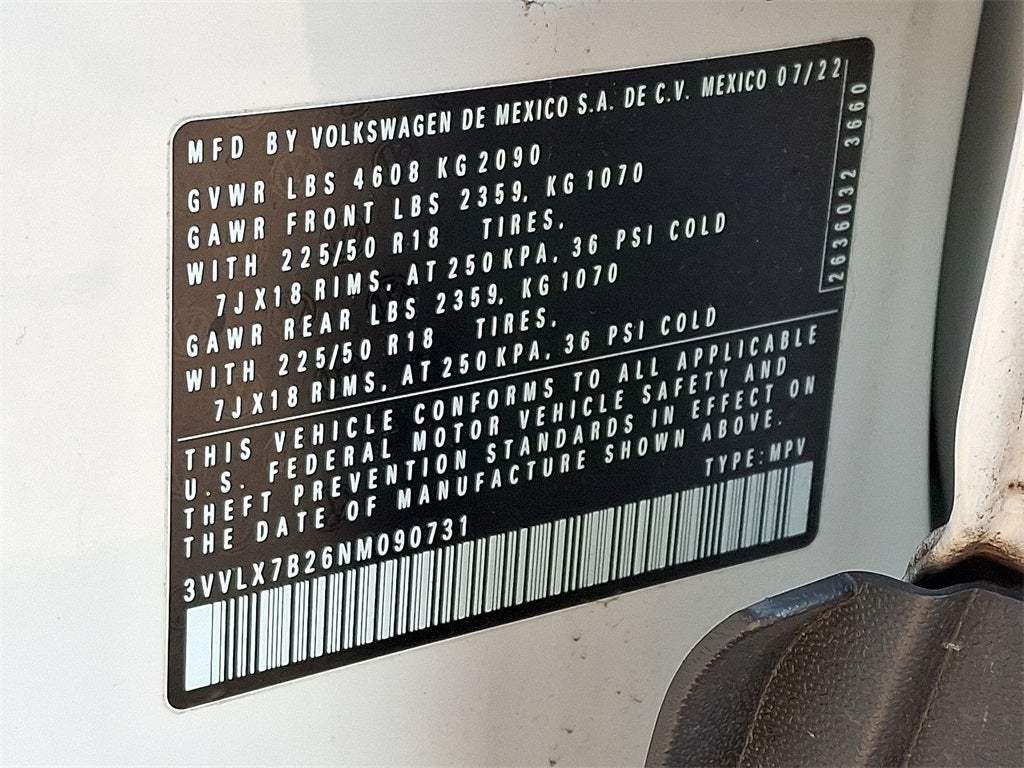 MFD BY VOLKSWAGEN DE MEXICO S.A. DE C.V. MEXICO 07/22
GVWR LBS 4608 KG 2090
GAWR FRONT LBS 2359, KG 1070
WITH 225/50 R18 TIRES,
7JX18 RIMS, AT 250 KPA, 36 PSI COLD
GAWR REAR LBS 2359, KG 1070
WITH 225/50 R18 TIRES,
7JX18 RIMS, AT 250 KPA, 36 PSI COLD
2636032 3660
THIS VEHICLE CONFORMS TO ALL APPLICABLE
U.S. FEDERAL MOTOR VEHICLE SAFETY AND
THEFT PREVENTION STANDARDS IN EFFECT ON
THE DATE OF MANUFACTURE SHOWN ABOVE.
TYPE: MPV
3VVLX7B26NM090731